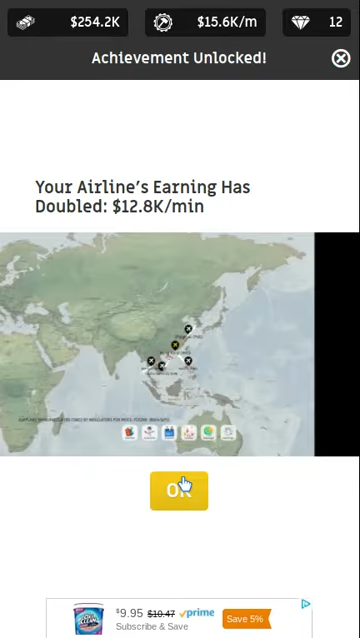 $254.2K $15.6K/m 12
Achievement Unlocked!
Your Airline's Earning Has
Doubled: $12.8K/min
OK
$9.95 $10.47 prime
Subscribe & Save
Save 5%